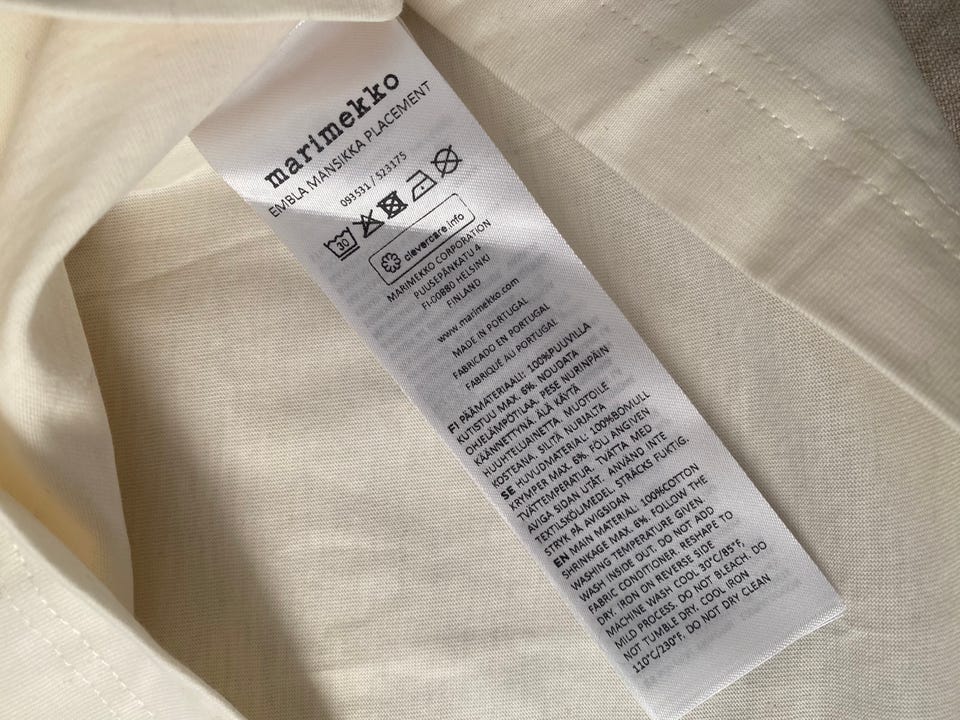 marimekko
EMBLA MANSIKKA PLACEMENT
093531 / 523175
30
clevercare.info
MARIMEKKO CORPORATION
PUUSEPÄNKATU 4
FI-00880 HELSINKI
FINLAND
www.marimekko.com
MADE IN PORTUGAL
FABRICADO EN PORTUGAL
FABRIQUÉ AU PORTUGAL
FI PÄÄMATERIAALI: 100%PUUVILLA
KUTISTUU MAX. 6%. NOUDATA
OHJELÄMPÖTILAA. PESE NURINPÄIN
KÄÄNNETTYNÄ. ÄLÄ KÄYTÄ
HUUHTELUAINETTA. MUOTOILE
KOSTEANA. SILITÄ NURJALTA
SE HUVUDMATERIAL: 100%BOMULL
KRYMPER MAX. 6%. FÖLJ ANGIVEN
TVÄTTEMPERATUR. TVÄTTA MED
AVIGA SIDAN UTÅT. ANVÄND INTE
TEXTILSKÖLJMEDEL. STRÄCKS FUKTIG.
STRYK PÅ AVIGSIDAN
EN MAIN MATERIAL: 100%COTTON
SHRINKAGE MAX. 6%. FOLLOW THE
WASHING TEMPERATURE GIVEN.
WASH INSIDE OUT. DO NOT ADD
FABRIC CONDITIONER. RESHAPE TO
DRY. IRON ON REVERSE SIDE
MACHINE WASH COOL 30°C/85°F,
MILD PROCESS. DO NOT BLEACH. DO
NOT TUMBLE DRY. COOL IRON
110°C/230°F. DO NOT DRY CLEAN